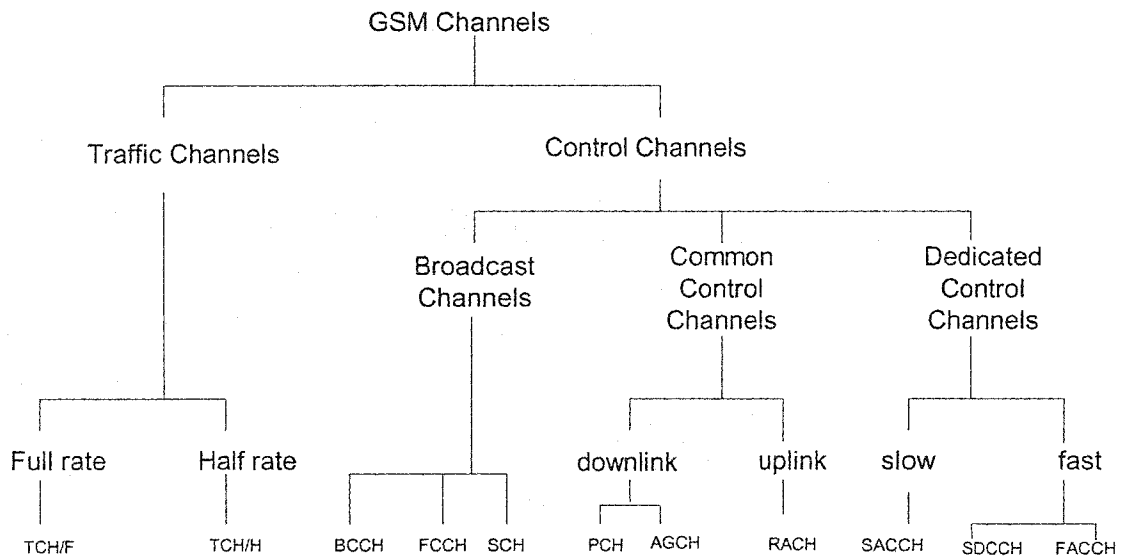 GSM Channels
Traffic Channels
Control Channels
Broadcast
Channels
Common
Control
Channels
Dedicated
Control
Channels
Full rate
Half rate
downlink
uplink
slow
fast
TCH/F
TCH/H
BCCH
FCCH
SCH
PCH
AGCH
RACH
SACCH
SDCCH
FACCH